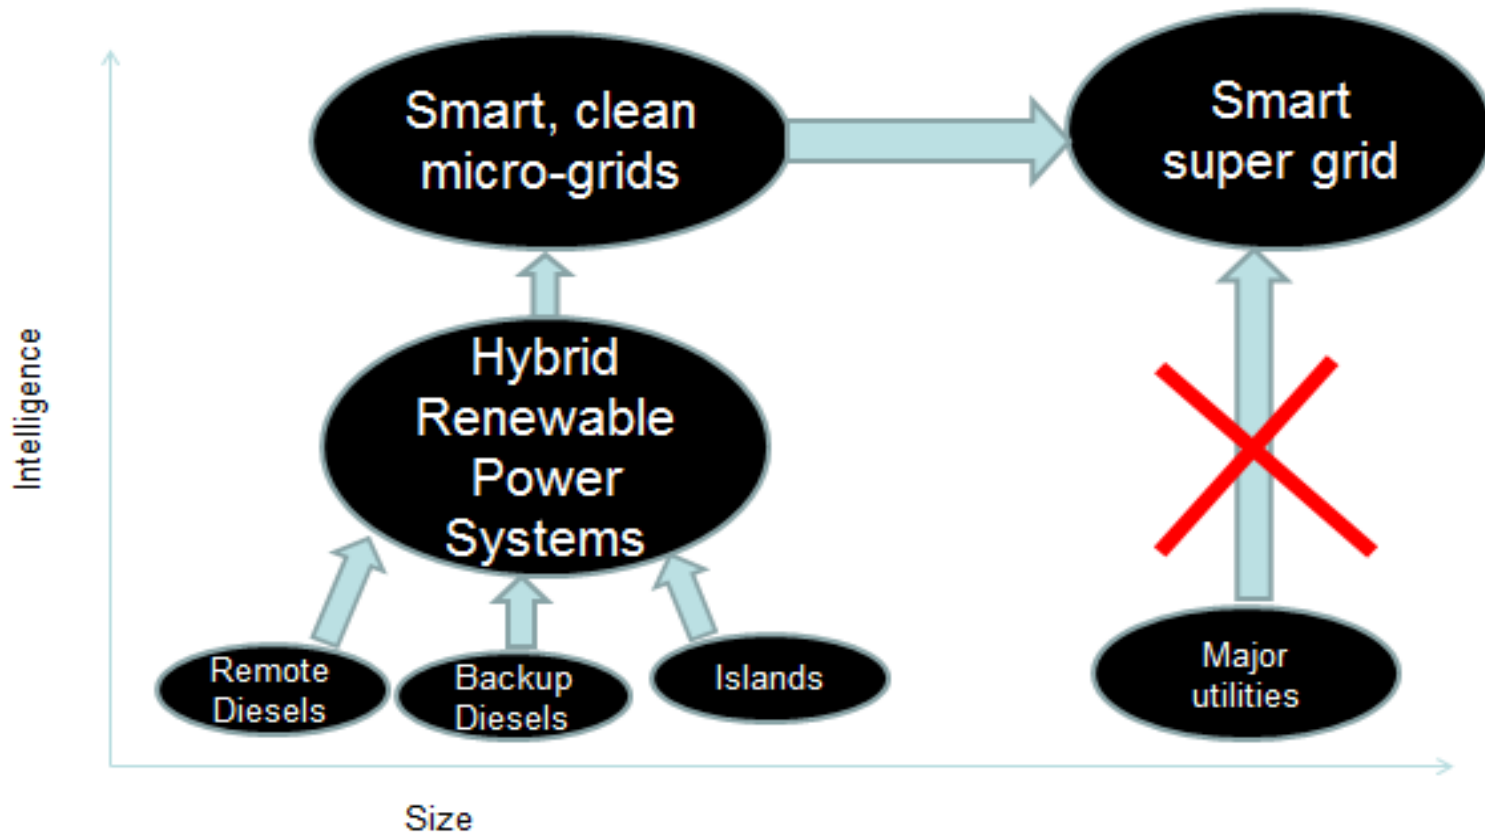 Smart, clean
micro-grids
Smart
super grid
Hybrid
Renewable
Power
Systems
Intelligence
Remote
Diesels
Backup
Diesels
Islands
Major
utilities
Size